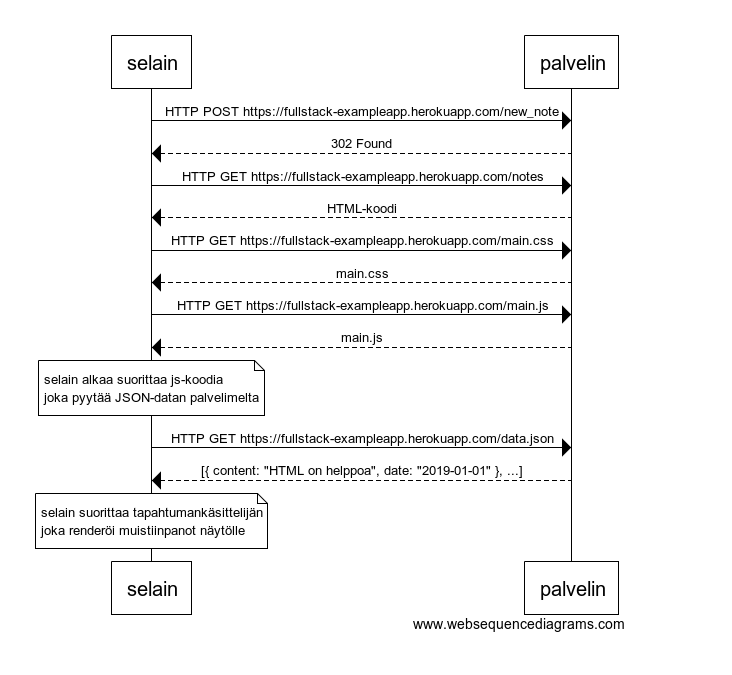 selain palvelin
HTTP POST https://fullstack-exampleapp.herokuapp.com/new_note
302 Found
HTTP GET https://fullstack-exampleapp.herokuapp.com/notes
HTML-koodi
HTTP GET https://fullstack-exampleapp.herokuapp.com/main.css
main.css
HTTP GET https://fullstack-exampleapp.herokuapp.com/main.js
main.js
selain alkaa suorittaa js-koodia
joka pyytää JSON-datan palvelimelta
HTTP GET https://fullstack-exampleapp.herokuapp.com/data.json
[{ content: "HTML on helppoa", date: "2019-01-01" }, ...]
selain suorittaa tapahtumankäsittelijän
joka renderöi muistiinpanot näytölle
selain palvelin
www.websequencediagrams.com